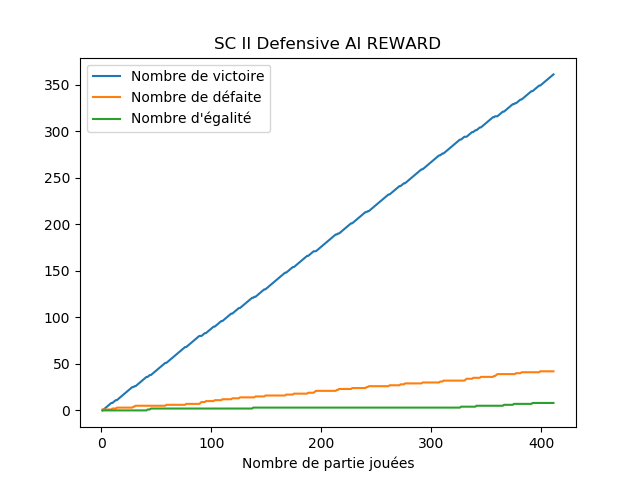 SC II Defensive AI REWARD
Nombre de victoire
Nombre de défaite
Nombre d'égalité
350
300
250
200
150
100
50
0
0 100 200 300 400
Nombre de partie jouées